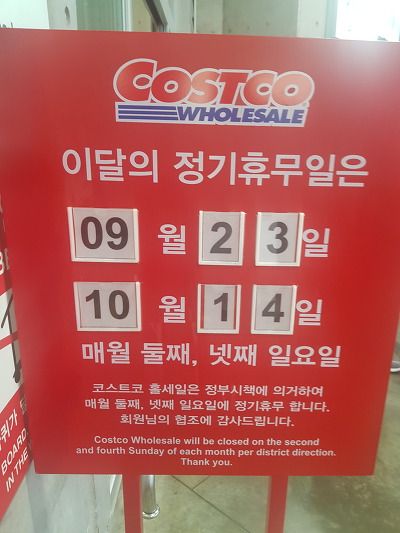 COSTCO
WHOLESALE
이달의 정기휴무일은
09 월 2 3 일
10 월 1 4 일
매월 둘째, 넷째 일요일
코스트코 홀세일은 정부시책에 의거하여
매월 둘째, 넷째 일요일에 정기휴무 합니다.
회원님의 협조에 감사드립니다.
Costco Wholesale will be closed on the second
and fourth Sunday of each month per district direction.
Thank you.
BOARD
IN THE